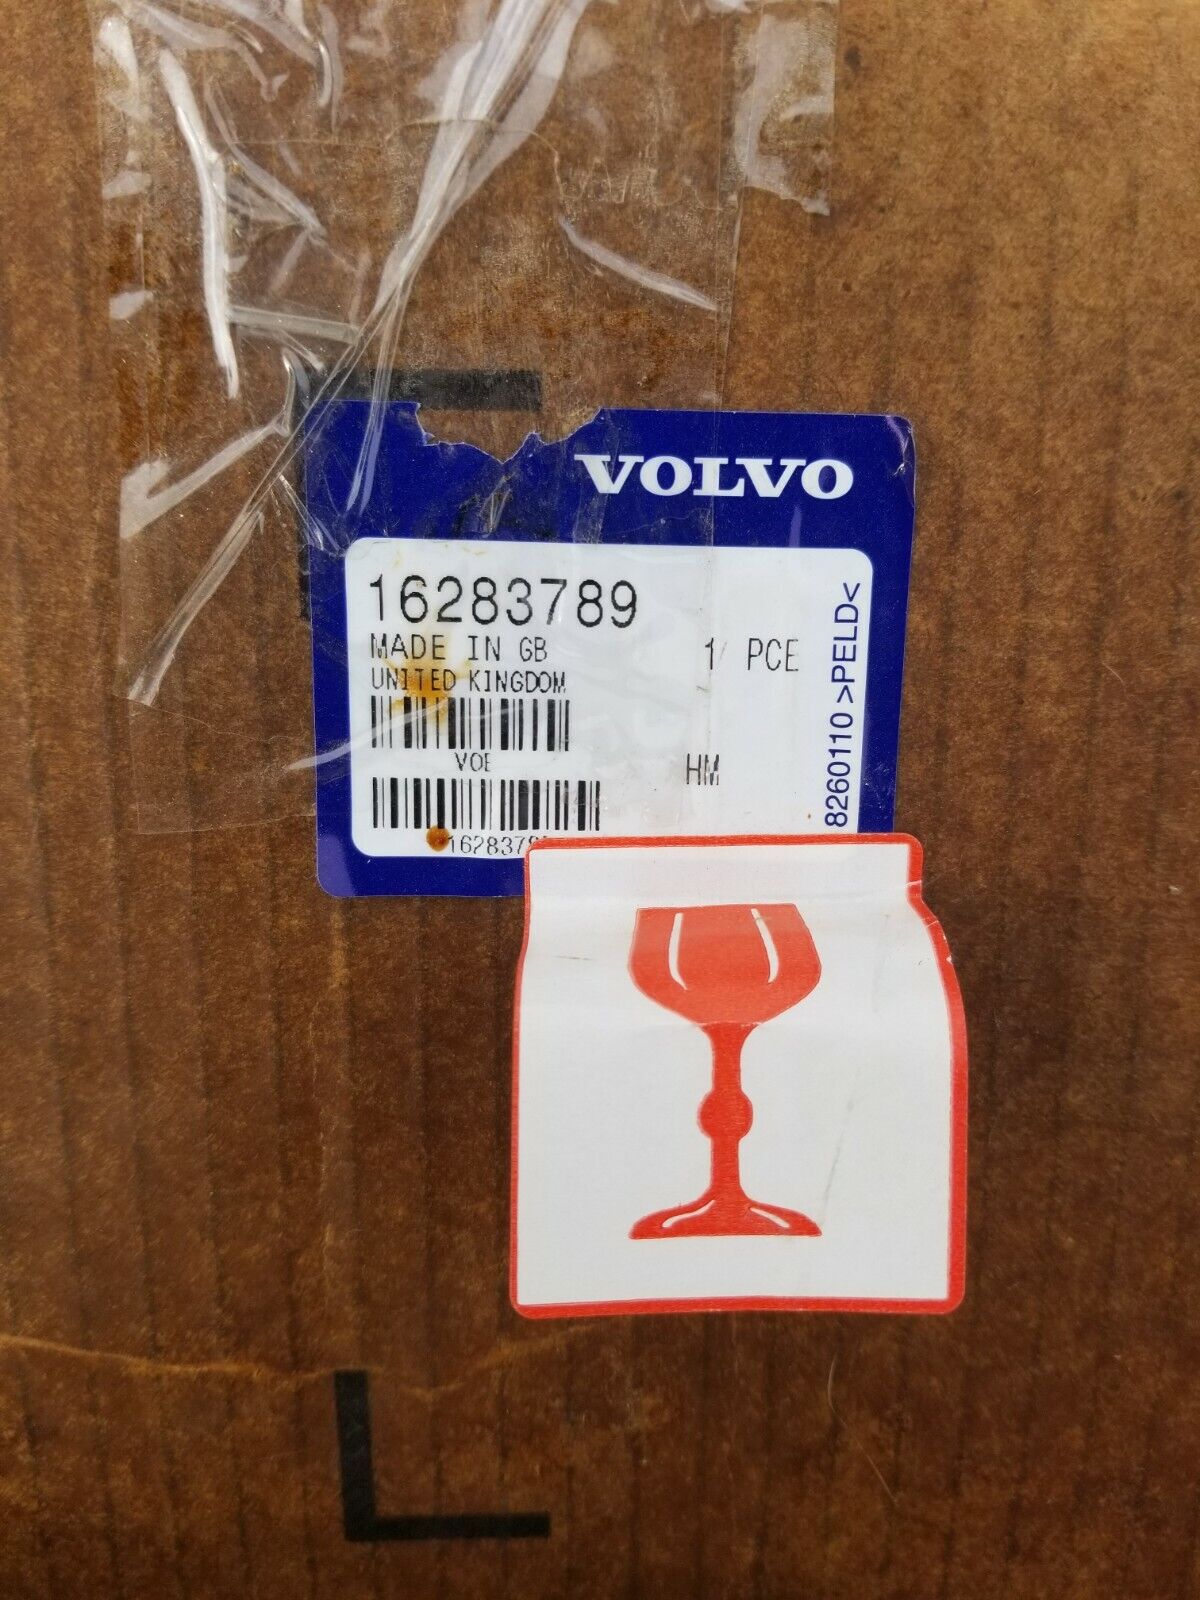 VOLVO
16283789
MADE IN GB
1 PCE
UNITED KINGDOM
VOE
HM
8260110 >PELD<